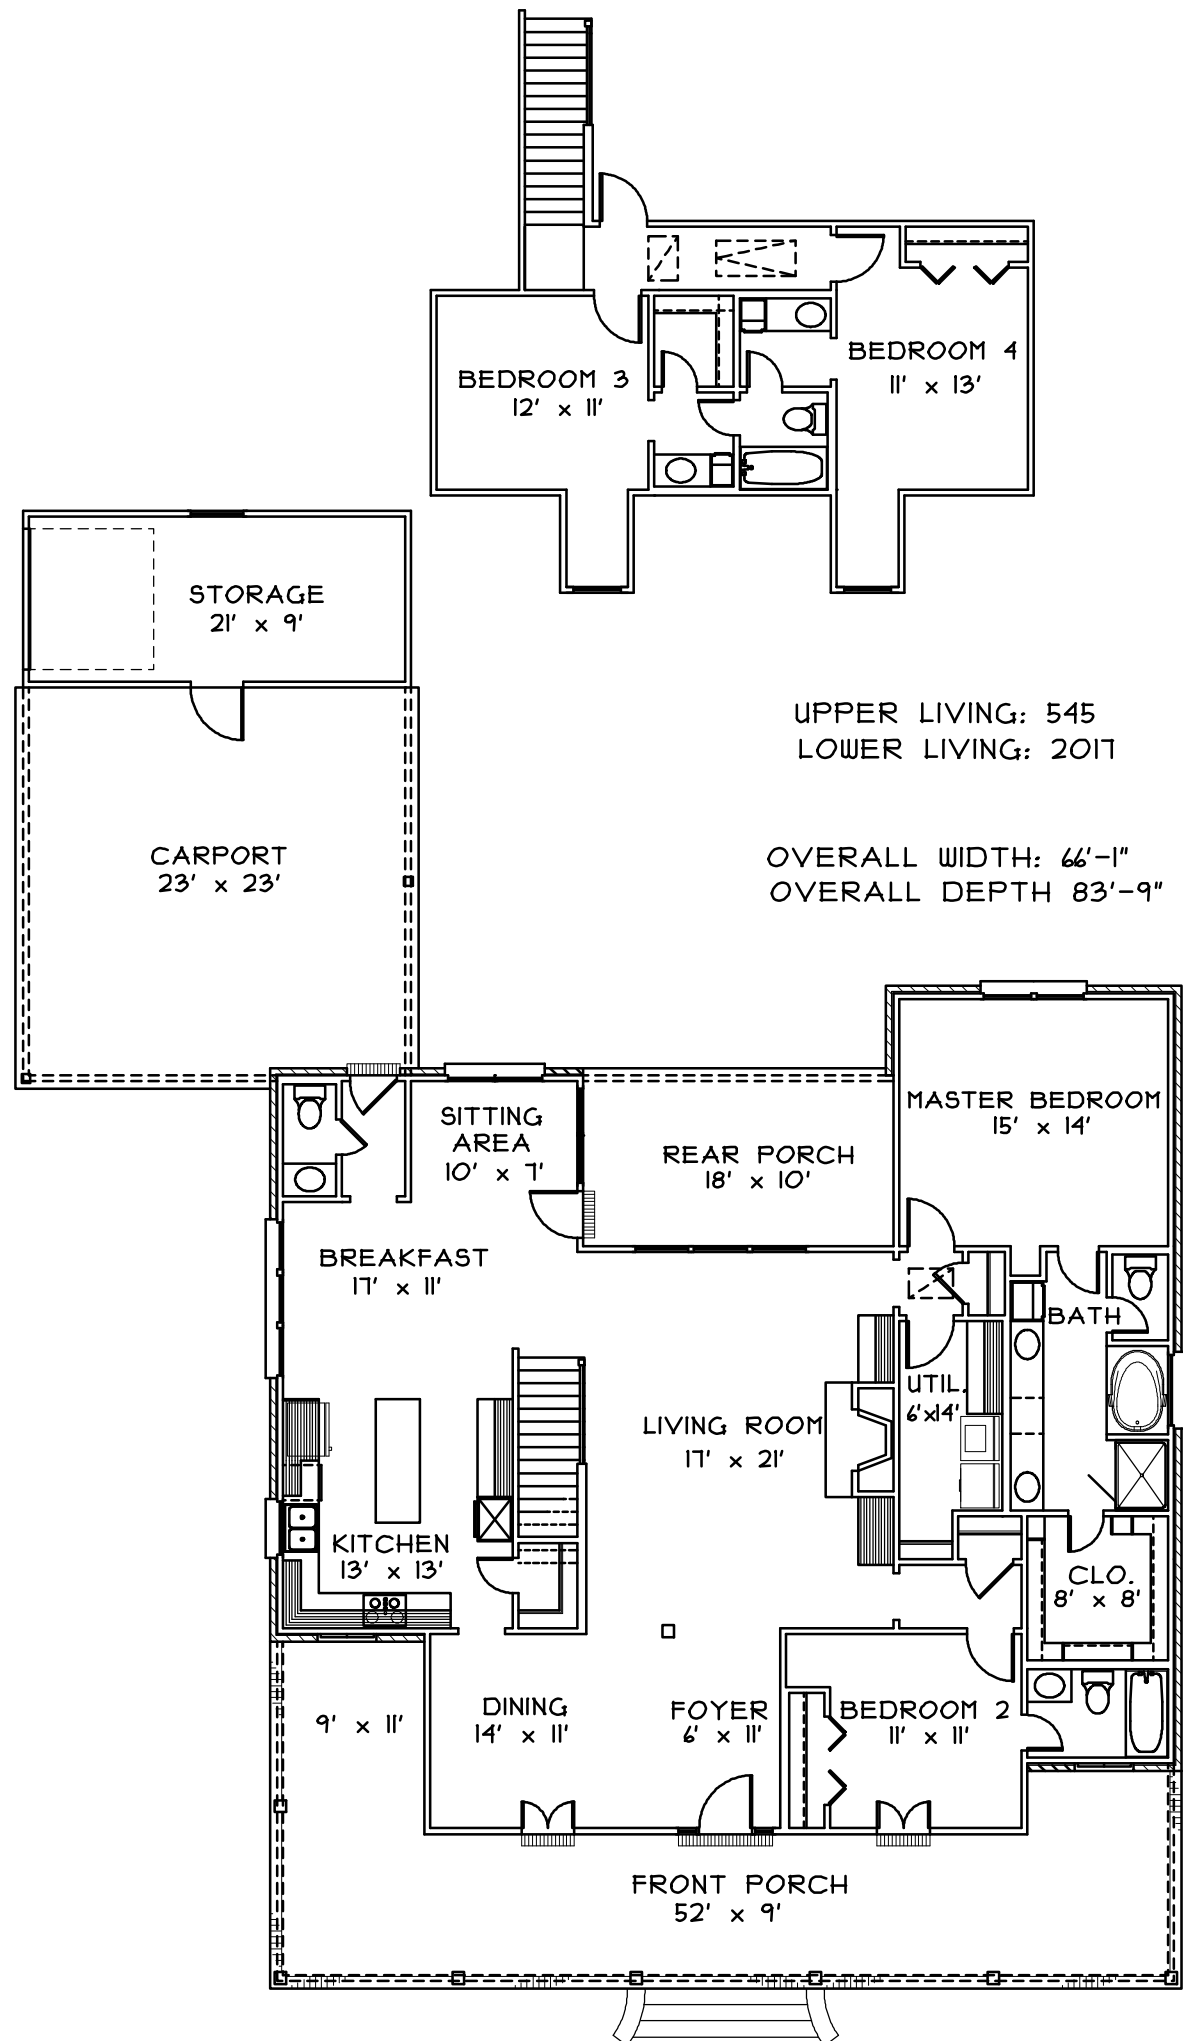 BEDROOM 3
12' x 11'
BEDROOM 4
11' x 13'
STORAGE
21' x 9'
UPPER LIVING: 545
LOWER LIVING: 2017
CARPORT
23' x 23'
OVERALL WIDTH: 66'-1"
OVERALL DEPTH 83'-9"
SITTING
AREA
10' x 7'
REAR PORCH
18' x 10'
MASTER BEDROOM
15' x 14'
BREAKFAST
17' x 11'
BATH
UTIL.
6'x14'
LIVING ROOM
17' x 21'
KITCHEN
13' x 13'
CLO.
8' x 8'
9' x 11'
DINING
14' x 11'
FOYER
6' x 11'
BEDROOM 2
11' x 11'
FRONT PORCH
52' x 9'